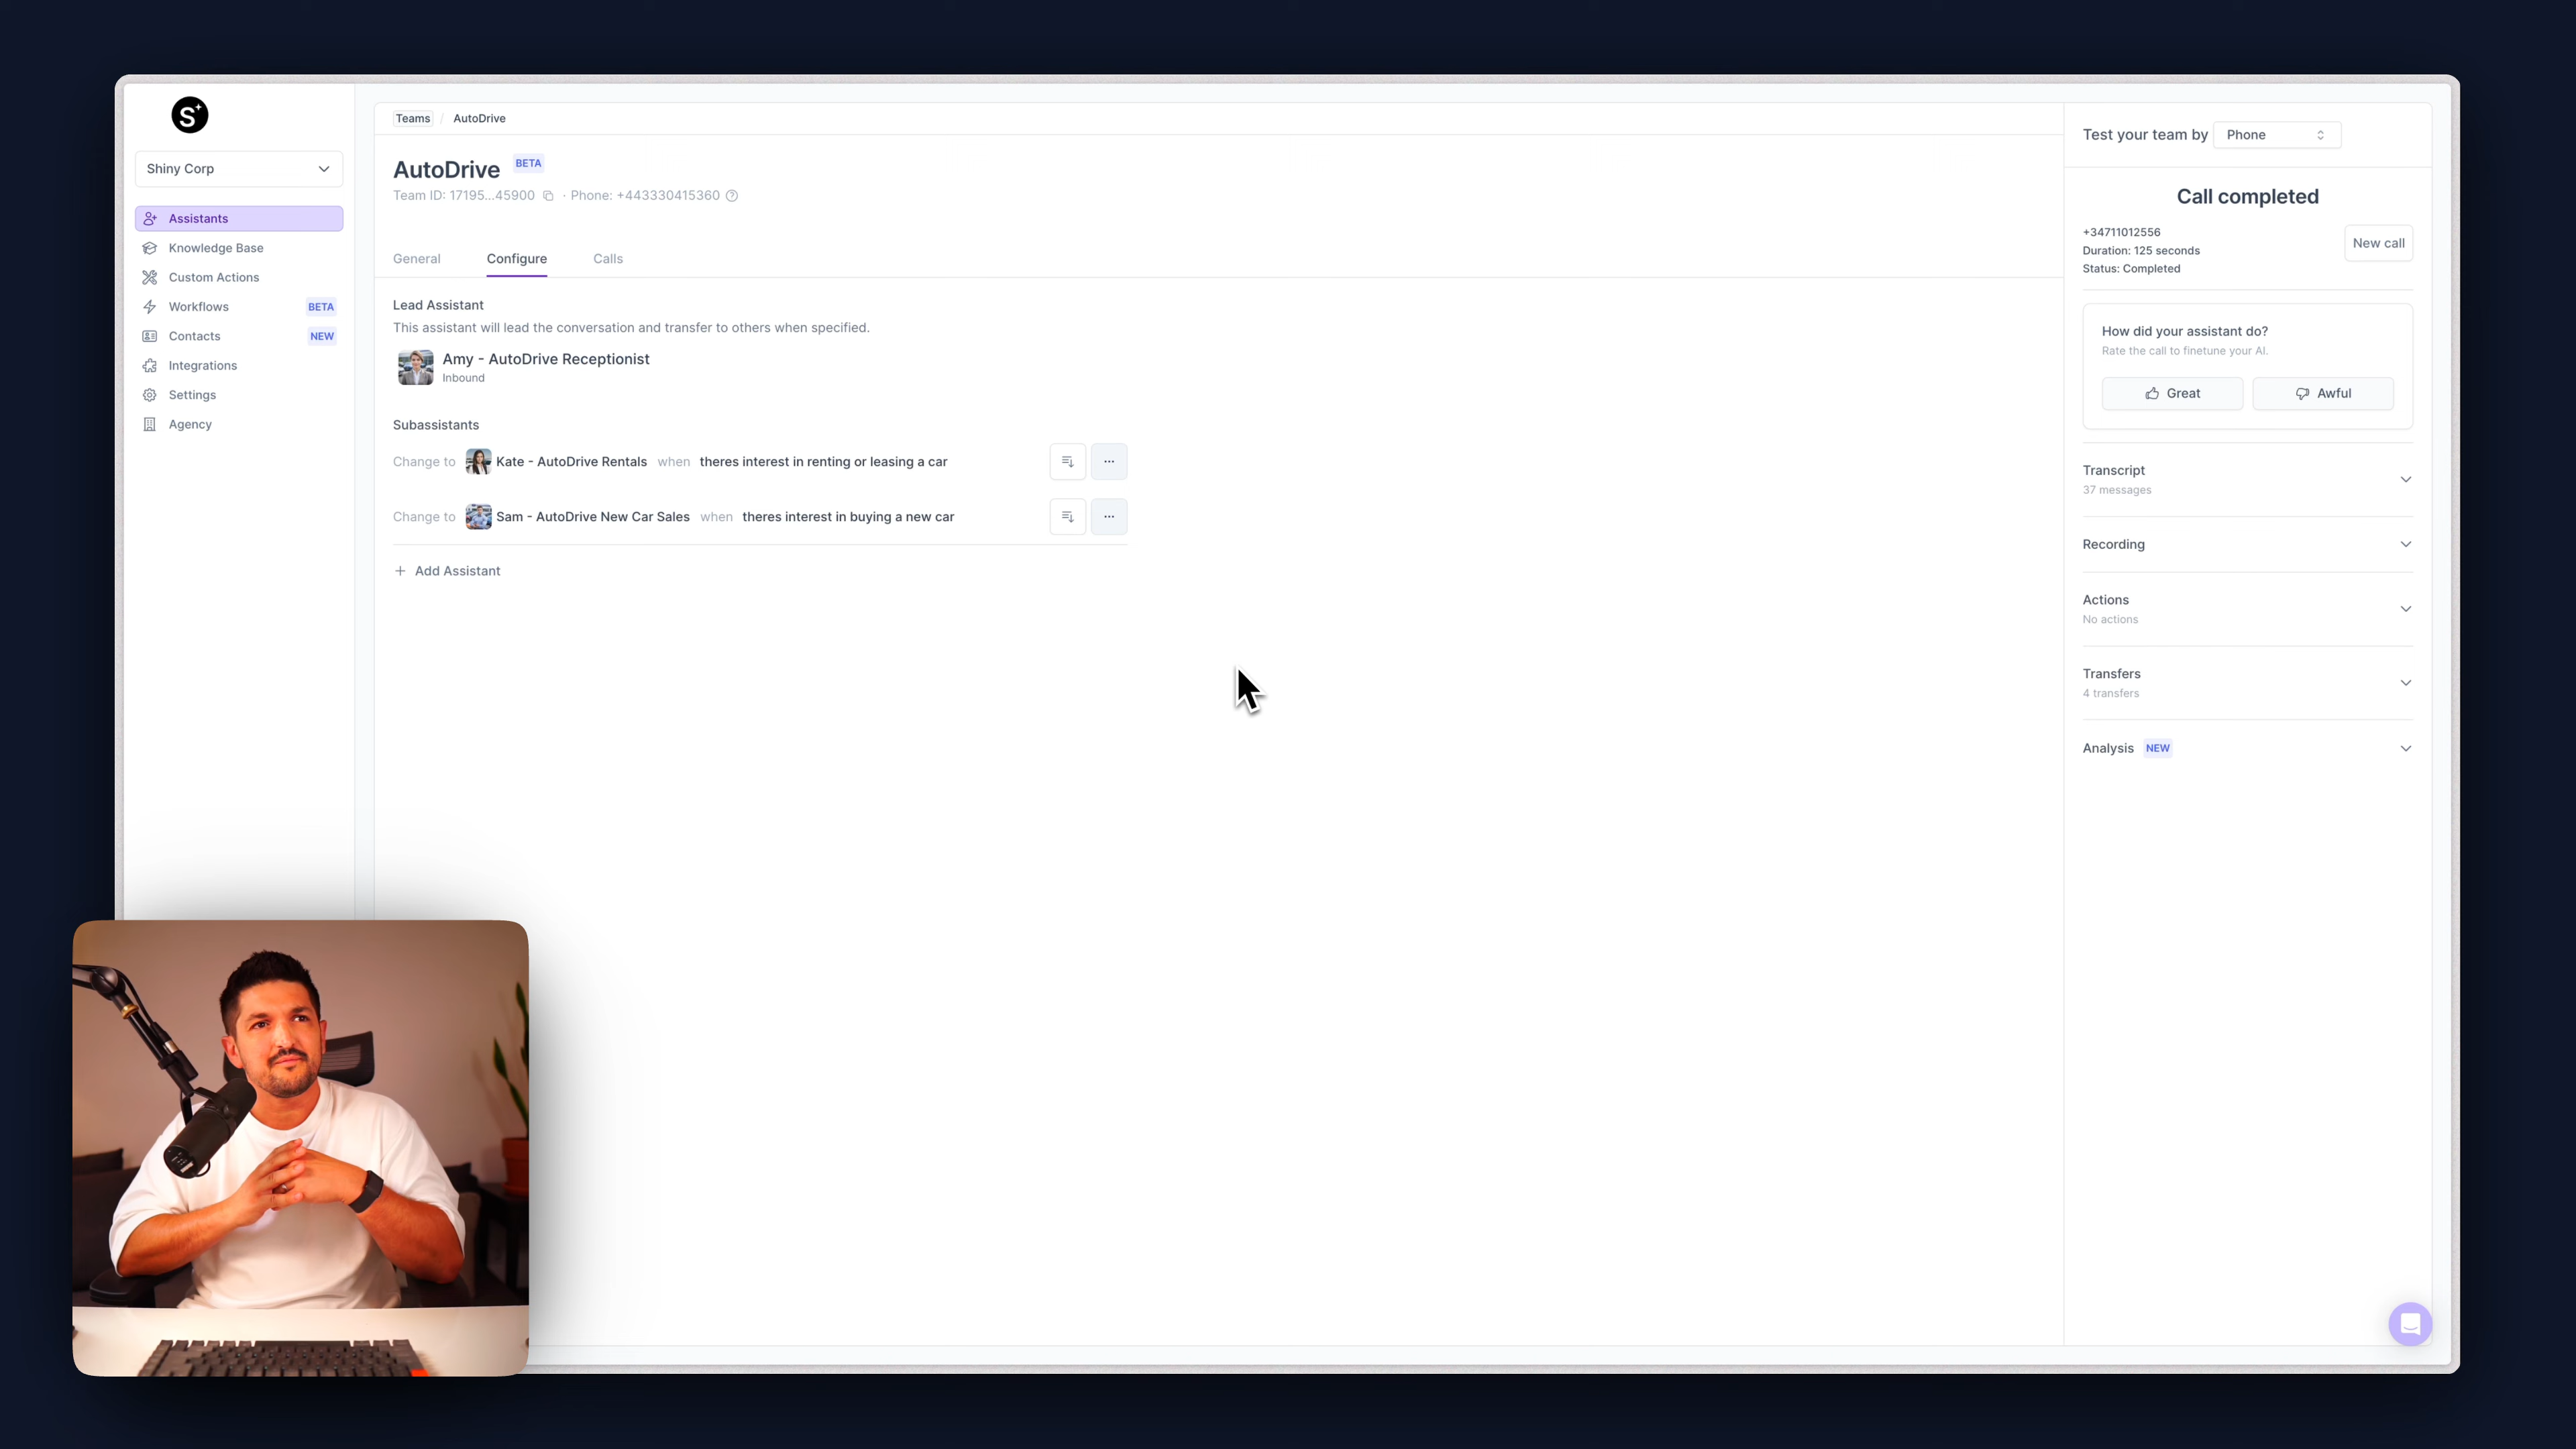 S
Shiny Corp
Assistants
Knowledge Base
Custom Actions
Workflows BETA
Contacts NEW
Integrations
Settings
Agency
Teams / AutoDrive
AutoDrive BETA
Team ID: 17195...45900 · Phone: +443330415360
General Configure Calls
Lead Assistant
This assistant will lead the conversation and transfer to others when specified.
Amy - AutoDrive Receptionist
Inbound
Subassistants
Change to Kate - AutoDrive Rentals when theres interest in renting or leasing a car
Change to Sam - AutoDrive New Car Sales when theres interest in buying a new car
+ Add Assistant
Test your team by Phone
Call completed
+34711012556
Duration: 125 seconds
Status: Completed
New call
How did your assistant do?
Rate the call to finetune your AI.
Great Awful
Transcript
37 messages
Recording
Actions
No actions
Transfers
4 transfers
Analysis NEW